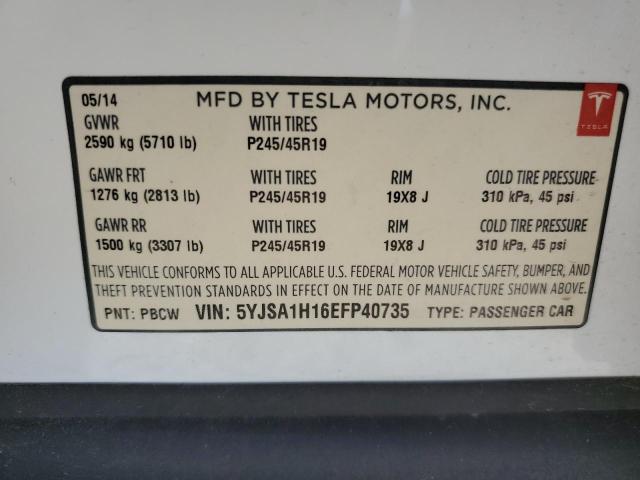 05/14 MFD BY TESLA MOTORS, INC.
TESLA
GVWR WITH TIRES
2590 kg (5710 lb) P245/45R19
GAWR FRT WITH TIRES RIM COLD TIRE PRESSURE
1276 kg (2813 lb) P245/45R19 19X8 J 310 kPa, 45 psi
GAWR RR WITH TIRES RIM COLD TIRE PRESSURE
1500 kg (3307 lb) P245/45R19 19X8 J 310 kPa, 45 psi
THIS VEHICLE CONFORMS TO ALL APPLICABLE U.S. FEDERAL MOTOR VEHICLE SAFETY, BUMPER, AND
THEFT PREVENTION STANDARDS IN EFFECT ON THE DATE OF MANUFACTURE SHOWN ABOVE.
PNT: PBCW VIN: 5YJSA1H16EFP40735 TYPE: PASSENGER CAR